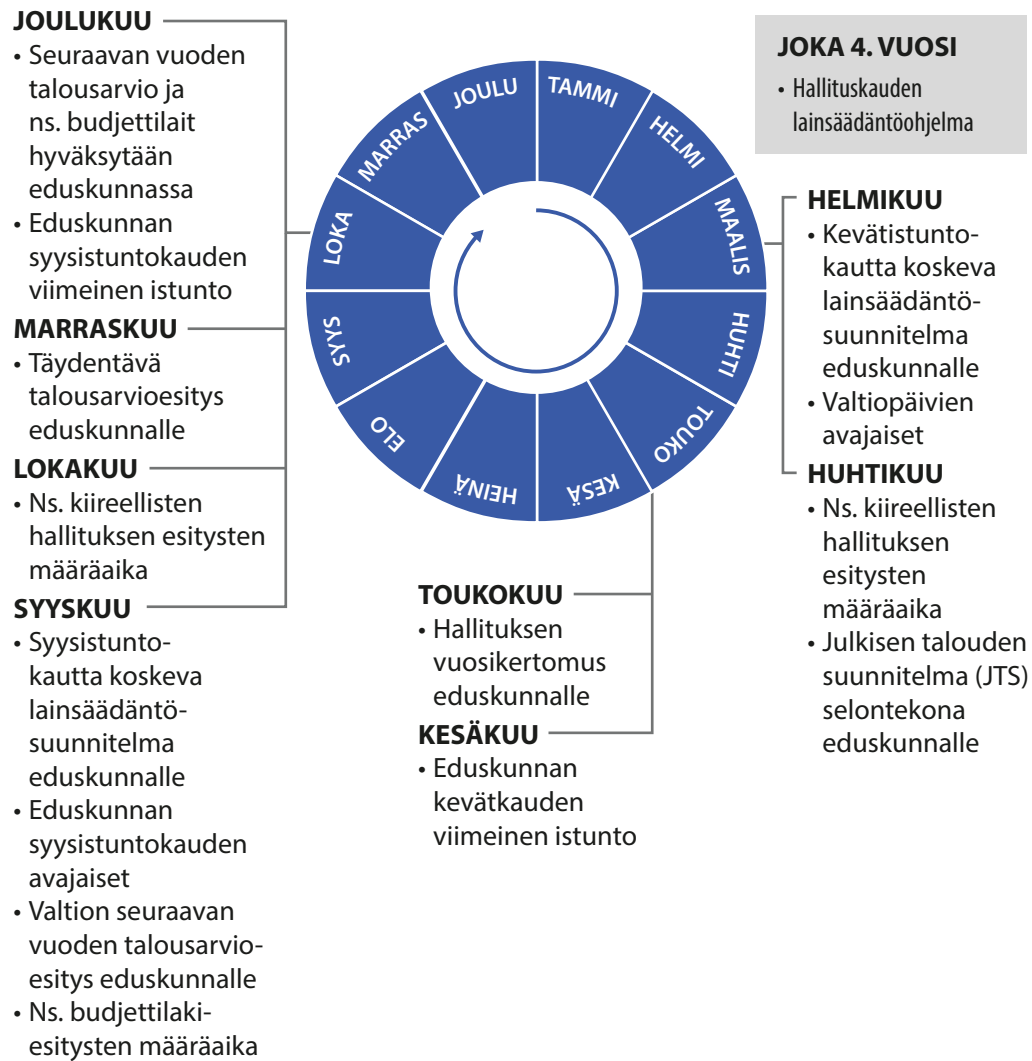 JOULUKUU
• Seuraavan vuoden
talousarvio ja
ns. budjettilait
hyväksytään
eduskunnassa
• Eduskunnan
syysistuntokauden
viimeinen istunto
MARRASKUU
• Täydentävä
talousarvioesitys
eduskunnalle
LOKAKUU
• Ns. kiireellisten
hallituksen esitysten
määräaika
SYYSKUU
• Syysistunto-
kautta koskeva
lainsäädäntö-
suunnitelma
eduskunnalle
• Eduskunnan
syysistuntokauden
avajaiset
• Valtion seuraavan
vuoden talousarvio-
esitys eduskunnalle
• Ns. budjettilaki-
esitysten määräaika
TAMMI
HELMI
MAALIS
HUHTI
TOUKO
KESÄ
HEINÄ
ELO
SYYS
LOKA
MARRAS
JOULU
TOUKOKUU
• Hallituksen
vuosikertomus
eduskunnalle
KESÄKUU
• Eduskunnan
kevätkauden
viimeinen istunto
JOKA 4. VUOSI
• Hallituskauden
lainsäädäntöohjelma
HELMIKUU
• Kevätistunto-
kautta koskeva
lainsäädäntö-
suunnitelma
eduskunnalle
• Valtiopäivien
avajaiset
HUHTIKUU
• Ns. kiireellisten
hallituksen
esitysten
määräaika
• Julkisen talouden
suunnitelma (JTS)
selontekona
eduskunnalle